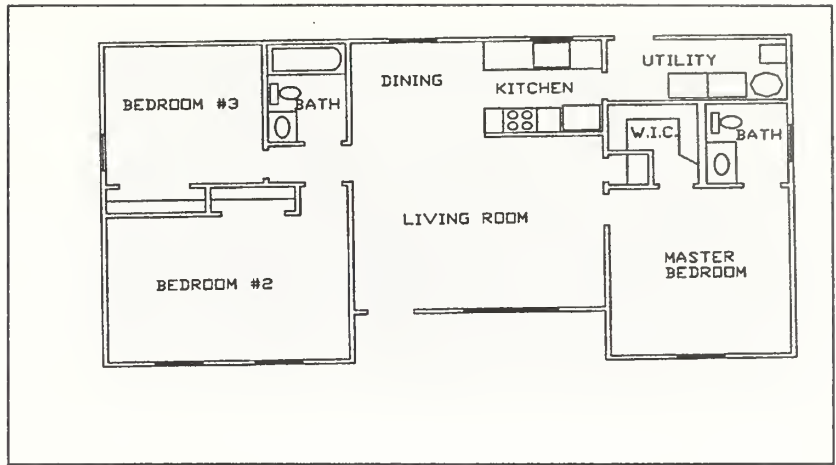 UTILITY
DINING
KITCHEN
BEDROOM #3
BATH
W.I.C.
BATH
LIVING ROOM
MASTER
BEDROOM
BEDROOM #2